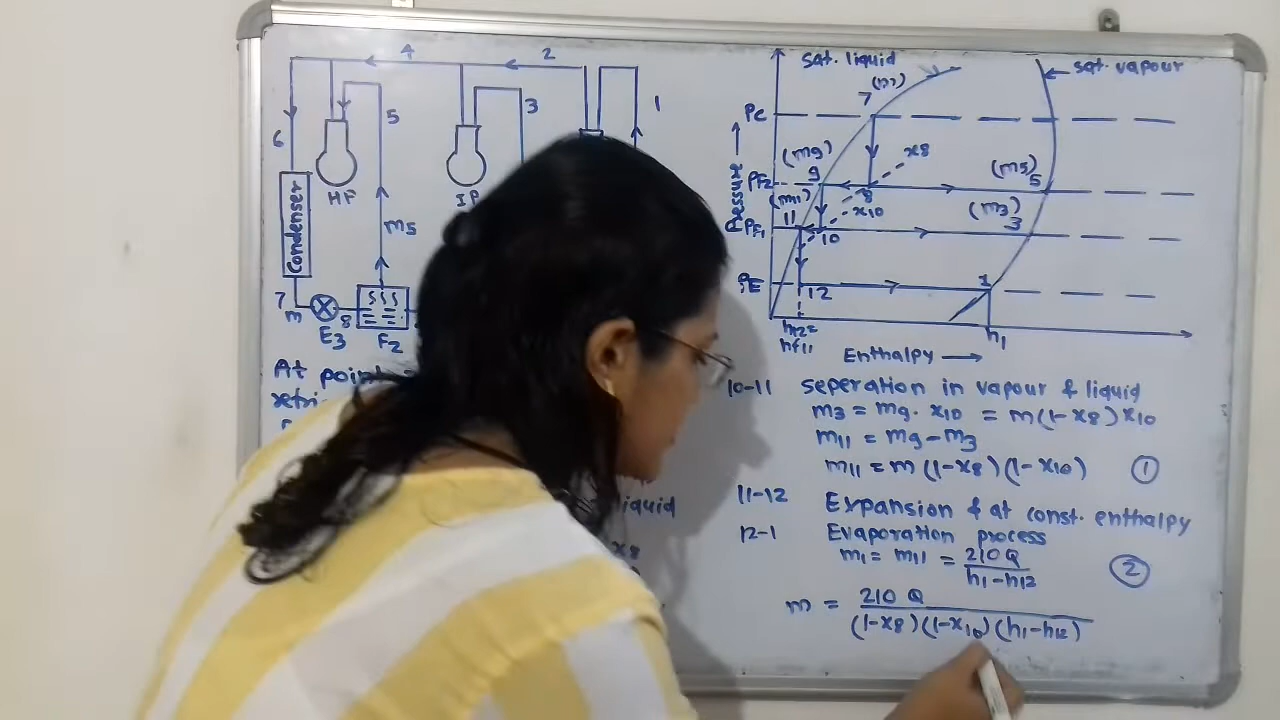 4
2
3
1
5
6
HF
Condenser
m5
7
m
8
E3
F2
At point
sat. liquid
sat. vapour
7
(m)
Pc
x8
(m9)
9
(m5)
5
PF2
8
(m11)
11
x10
(m3)
3
PF1
10
Pressure
PE
12
1
h12=
hf11
h1
Enthalpy
liquid
x8
10-11 seperation in vapour & liquid
m3 = m9 . x10 = m(1-x8) x10
m11 = m9 - m3
m11 = m (1-x8)(1-x10) 1
11-12 Expansion & at const. enthalpy
12-1 Evaporation process
m1 = m11 = 210 Q
h1 - h12 2
m = 210 Q
(1-x8)(1-x10)(h1-h12)